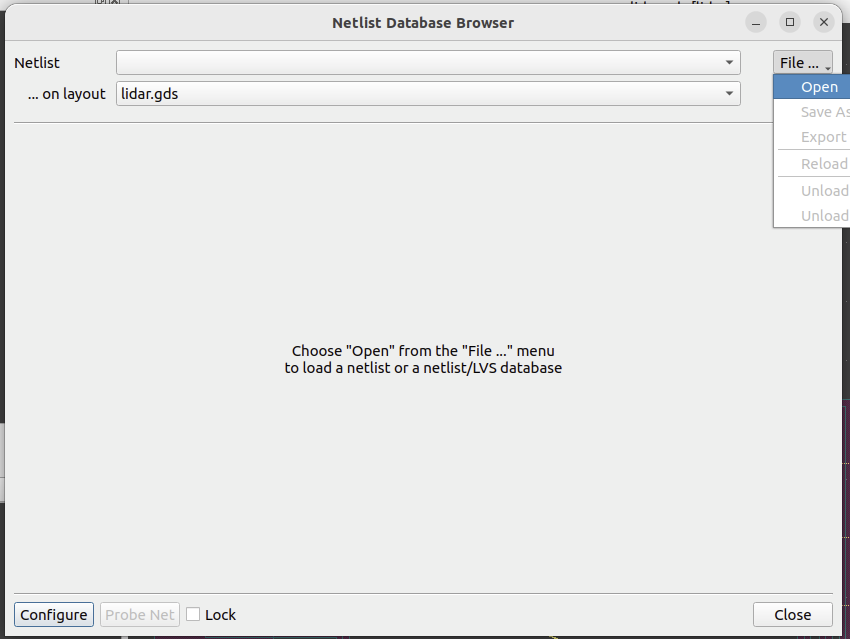 Netlist Database Browser
Netlist
File ...
... on layout
lidar.gds
Open
Save As
Export
Reload
Unload
Unload
Choose "Open" from the "File ..." menu
to load a netlist or a netlist/LVS database
Configure
Probe Net
Lock
Close